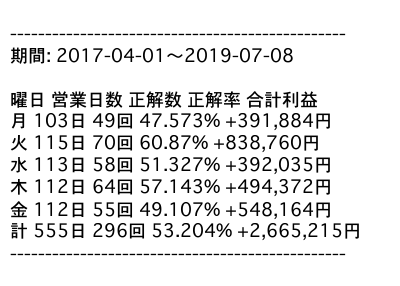 ------------------------------------------------
期間: 2017-04-01～2019-07-08
曜日 営業日数 正解数 正解率 合計利益
月 103日 49回 47.573% +391,884円
火 115日 70回 60.87% +838,760円
水 113日 58回 51.327% +392,035円
木 112日 64回 57.143% +494,372円
金 112日 55回 49.107% +548,164円
計 555日 296回 53.204% +2,665,215円
------------------------------------------------